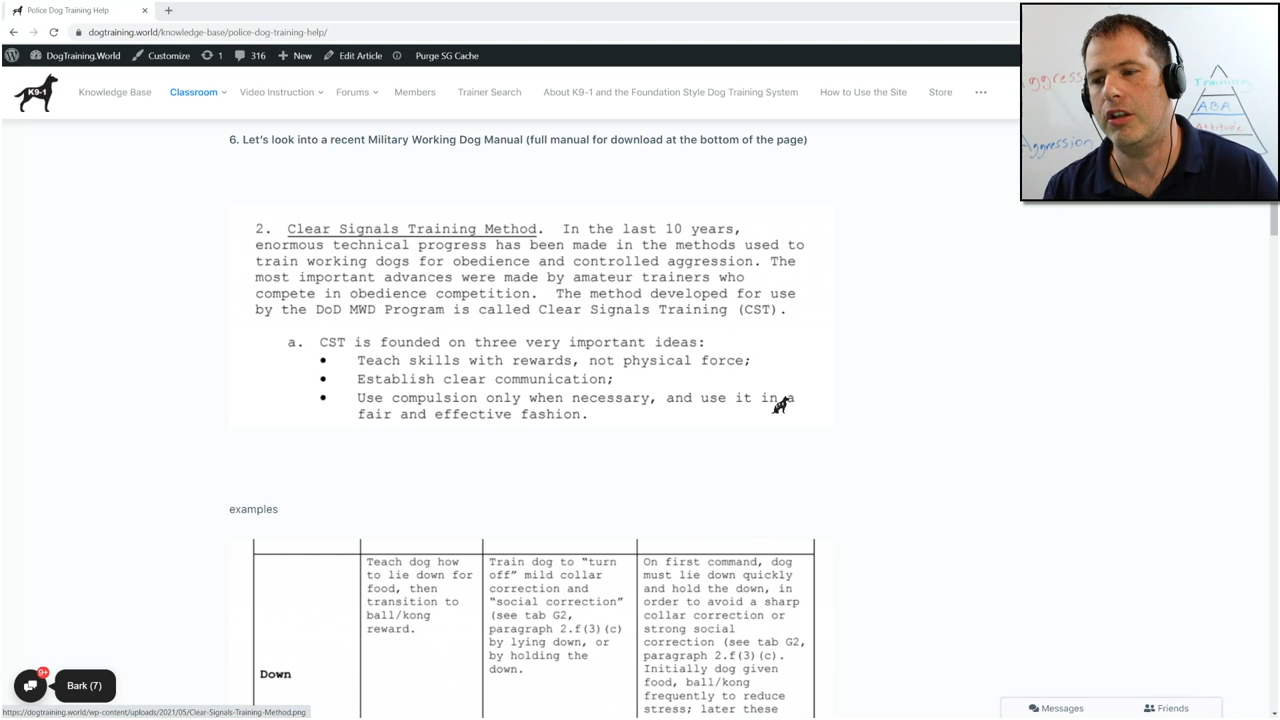 Police Dog Training Help
dogtraining.world/knowledge-base/police-dog-training-help/
DogTraining.World
Customize
1
316
New
Edit Article
Purge SG Cache
K9-1
Knowledge Base
Classroom
Video Instruction
Forums
Members
Trainer Search
About K9-1 and the Foundation Style Dog Training System
How to Use the Site
Store
Training
ABA
Attitude
Aggression
6. Let's look into a recent Military Working Dog Manual (full manual for download at the bottom of the page)
2. Clear Signals Training Method. In the last 10 years,
enormous technical progress has been made in the methods used to
train working dogs for obedience and controlled aggression. The
most important advances were made by amateur trainers who
compete in obedience competition. The method developed for use
by the DoD MWD Program is called Clear Signals Training (CST).
a. CST is founded on three very important ideas:
• Teach skills with rewards, not physical force;
• Establish clear communication;
• Use compulsion only when necessary, and use it in a
fair and effective fashion.
examples
Down
Teach dog how
to lie down for
food, then
transition to
ball/kong
reward.
Train dog to "turn
off" mild collar
correction and
"social correction"
(see tab G2,
paragraph 2.f(3)(c)
by lying down, or
by holding the
down.
On first command, dog
must lie down quickly
and hold the down, in
order to avoid a sharp
collar correction or
strong social
correction (see tab G2,
paragraph 2.f(3)(c).
Initially dog given
food, ball/kong
frequently to reduce
stress; later these
9+
Bark (7)
https://dogtraining.world/wp-content/uploads/2021/05/Clear-Signals-Training-Method.png
Messages
Friends